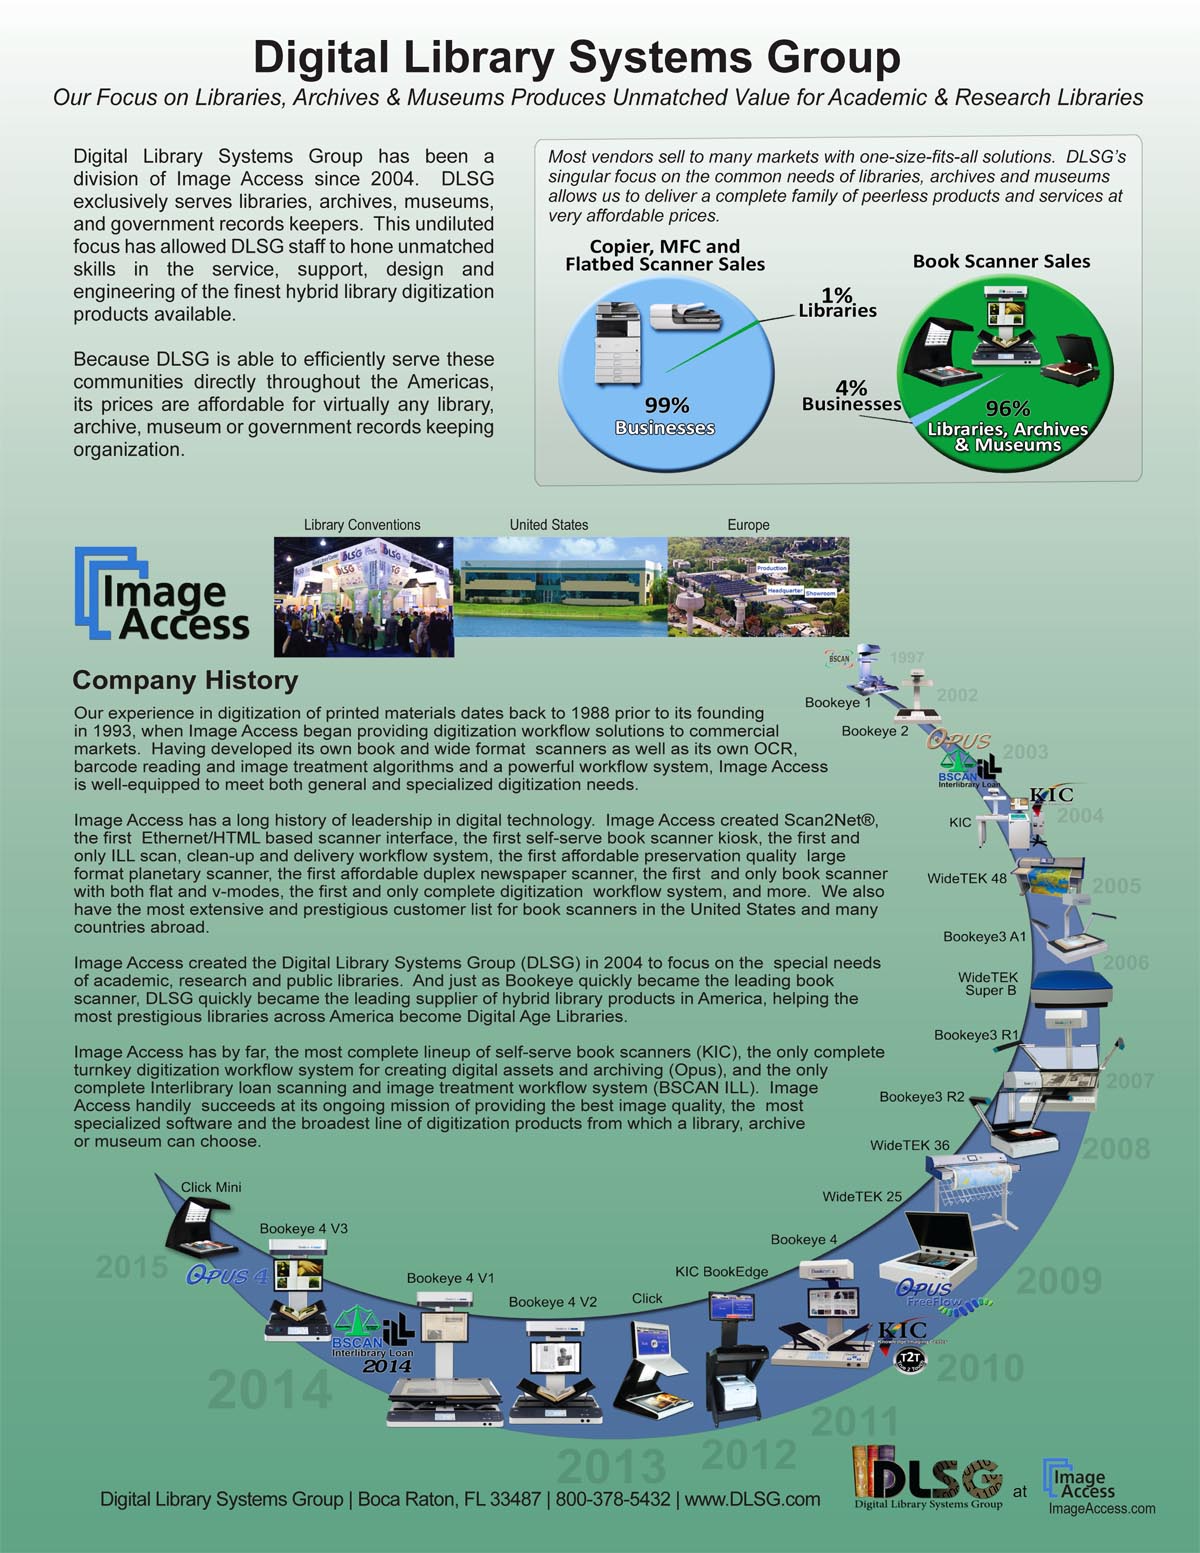 Digital Library Systems Group
Our Focus on Libraries, Archives & Museums Produces Unmatched Value for Academic & Research Libraries
Digital Library Systems Group has been a
division of Image Access since 2004. DLSG
exclusively serves libraries, archives, museums,
and government records keepers. This undiluted
focus has allowed DLSG staff to hone unmatched
skills in the service, support, design and
engineering of the finest hybrid library digitization
products available.
Because DLSG is able to efficiently serve these
communities directly throughout the Americas,
its prices are affordable for virtually any library,
archive, museum or government records keeping
organization.
Most vendors sell to many markets with one-size-fits-all solutions. DLSG's
singular focus on the common needs of libraries, archives and museums
allows us to deliver a complete family of peerless products and services at
very affordable prices.
Copier, MFC and
Flatbed Scanner Sales
1%
Libraries
99%
Businesses
Book Scanner Sales
4%
Businesses
96%
Libraries, Archives
& Museums
Library Conventions
United States
Europe
DLSG
DLSG
DLSG
Production
Headquarter
Showroom
Image
Access
Company History
Our experience in digitization of printed materials dates back to 1988 prior to its founding
in 1993, when Image Access began providing digitization workflow solutions to commercial
markets. Having developed its own book and wide format scanners as well as its own OCR,
barcode reading and image treatment algorithms and a powerful workflow system, Image Access
is well-equipped to meet both general and specialized digitization needs.
Image Access has a long history of leadership in digital technology. Image Access created Scan2Net®,
the first Ethernet/HTML based scanner interface, the first self-serve book scanner kiosk, the first and
only ILL scan, clean-up and delivery workflow system, the first affordable preservation quality large
format planetary scanner, the first affordable duplex newspaper scanner, the first and only book scanner
with both flat and v-modes, the first and only complete digitization workflow system, and more. We also
have the most extensive and prestigious customer list for book scanners in the United States and many
countries abroad.
Image Access created the Digital Library Systems Group (DLSG) in 2004 to focus on the special needs
of academic, research and public libraries. And just as Bookeye quickly became the leading book
scanner, DLSG quickly became the leading supplier of hybrid library products in America, helping the
most prestigious libraries across America become Digital Age Libraries.
Image Access has by far, the most complete lineup of self-serve book scanners (KIC), the only complete
turnkey digitization workflow system for creating digital assets and archiving (Opus), and the only
complete Interlibrary loan scanning and image treatment workflow system (BSCAN ILL). Image
Access handily succeeds at its ongoing mission of providing the best image quality, the most
specialized software and the broadest line of digitization products from which a library, archive
or museum can choose.
BSCAN
1997
Bookeye 1
2002
Bookeye 2
OPUS
2003
BSCAN ILL
Interlibrary Loan
KIC
KIC
2004
WideTEK 48
2005
Bookeye3 A1
2006
WideTEK
Super B
Bookeye3 R1
2007
Bookeye3 R2
2008
WideTEK 36
WideTEK 25
2009
OPUS
FreeFlow
Bookeye 4
KIC
T2T
2010
KIC BookEdge
2011
Click
2012
Bookeye 4 V2
2013
Bookeye 4 V1
BSCAN ILL
Interlibrary Loan
2014
Bookeye 4 V3
2014
OPUS 4
Click Mini
2015
Digital Library Systems Group | Boca Raton, FL 33487 | 800-378-5432 | www.DLSG.com
DLSG
Digital Library Systems Group
at
Image
Access
ImageAccess.com